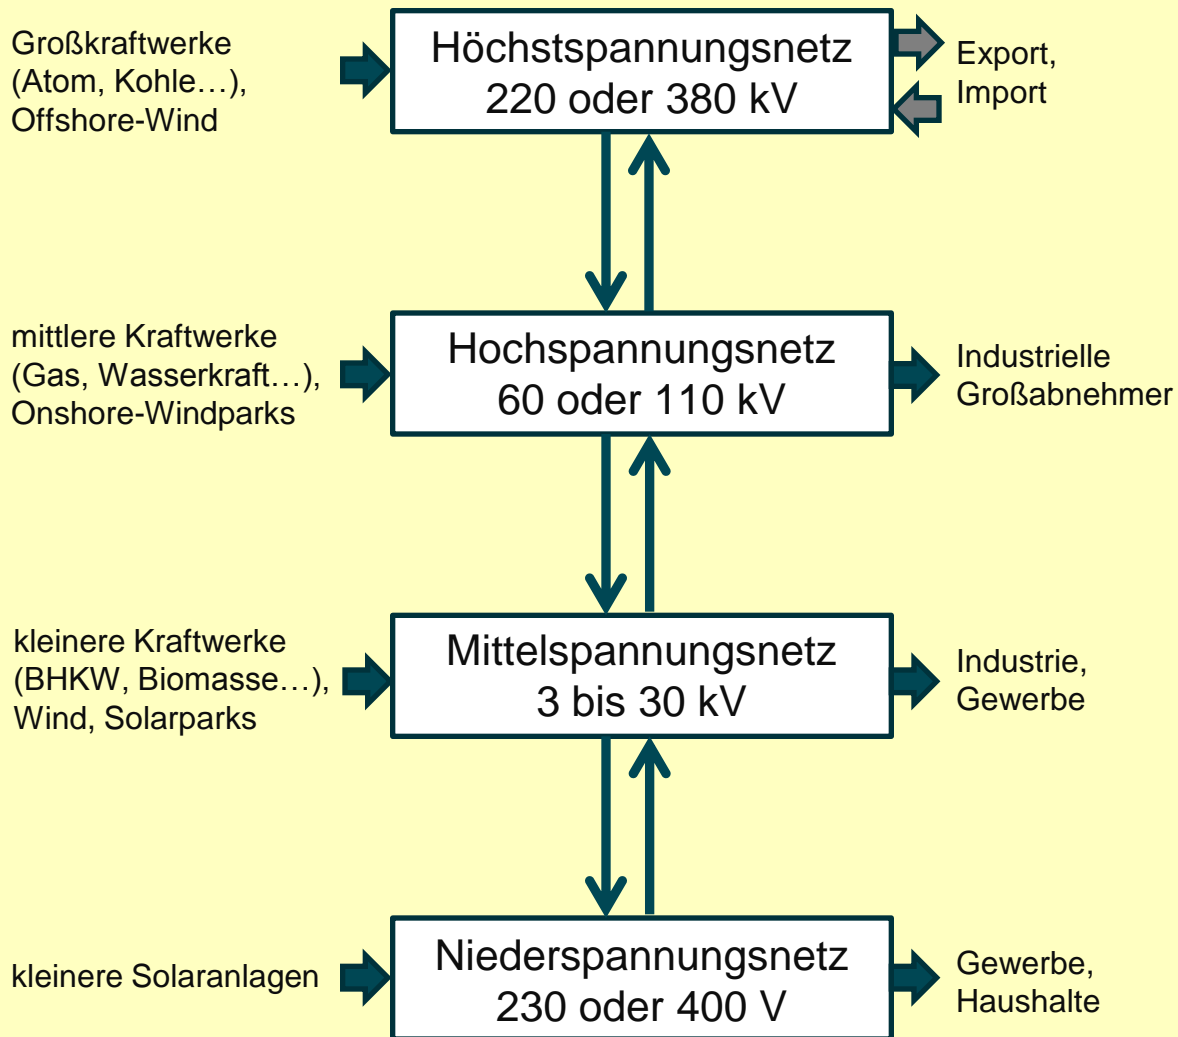 Großkraftwerke
(Atom, Kohle…),
Offshore-Wind
Höchstspannungsnetz
220 oder 380 kV
Export,
Import
mittlere Kraftwerke
(Gas, Wasserkraft…),
Onshore-Windparks
Hochspannungsnetz
60 oder 110 kV
Industrielle
Großabnehmer
kleinere Kraftwerke
(BHKW, Biomasse…),
Wind, Solarparks
Mittelspannungsnetz
3 bis 30 kV
Industrie,
Gewerbe
kleinere Solaranlagen
Niederspannungsnetz
230 oder 400 V
Gewerbe,
Haushalte